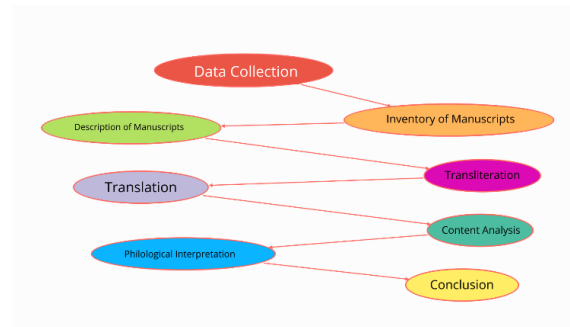 Data Collection
Inventory of Manuscripts
Description of Manuscripts
Transliteration
Translation
Content Analysis
Philological Interpretation
Conclusion